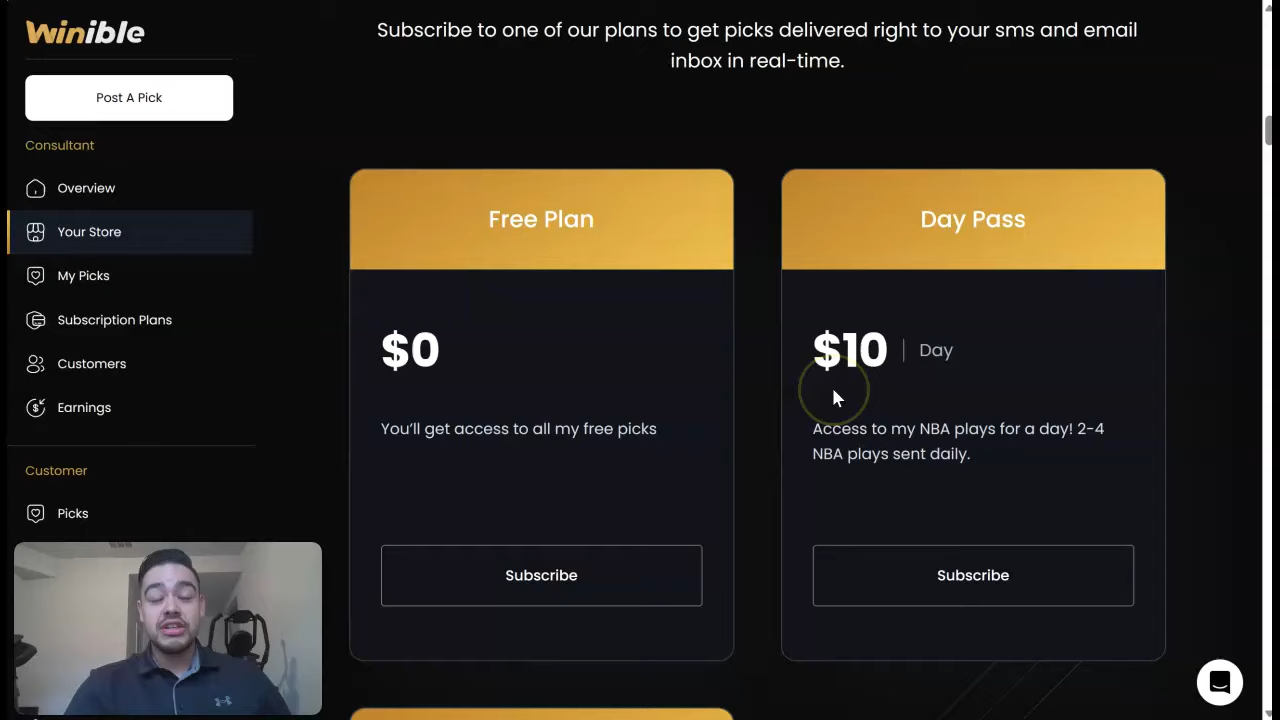 Winible
Post A Pick
Consultant
Overview
Your Store
My Picks
Subscription Plans
Customers
Earnings
Customer
Picks
Subscribe to one of our plans to get picks delivered right to your sms and email
inbox in real-time.
Free Plan
$0
You'll get access to all my free picks
Subscribe
Day Pass
$10 | Day
Access to my NBA plays for a day! 2-4
NBA plays sent daily.
Subscribe